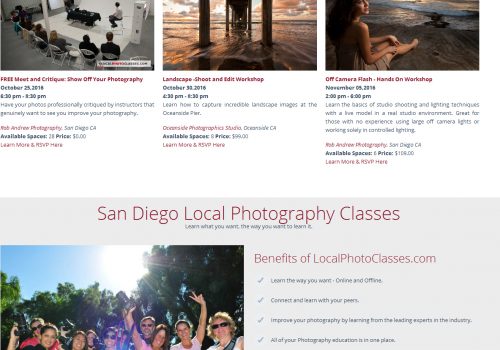 LOCALPHOTOCLASSES.com
FREE Meet and Critique: Show Off Your Photography
October 25,2016
6:30 pm - 8:30 pm
Have your photos professionally critiqued by instructors that
genuinely want to see you improve your photography.
Rob Andrew Photography, San Diego CA
Available Spaces: 28 Price: $0.00
Learn More & RSVP Here
Landscape -Shoot and Edit Workshop
October 30,2016
4:30 pm - 8:30 pm
Learn how to capture incredible landscape images at the
Oceanside Pier.
Oceanside Photographics Studio, Oceanside CA
Available Spaces: 8 Price: $99.00
Learn More & RSVP Here
Off Camera Flash - Hands On Workshop
November 05,2016
2:00 pm - 6:00 pm
Learn the basics of studio shooting and lighting techniques
with a live model in a real studio environment. Great for
those with no experience using large off camera lights or
working solely in controlled lighting.
Rob Andrew Photography, San Diego CA
Available Spaces: 6 Price: $109.00
Learn More & RSVP Here
San Diego Local Photography Classes
Learn what you want, the way you want to learn it.
Benefits of LocalPhotoClasses.com
Learn the way you want - Online and Offline.
Connect and learn with your peers.
Improve your photography by learning from the leading experts in the industry.
All of your Photography education is in one place.